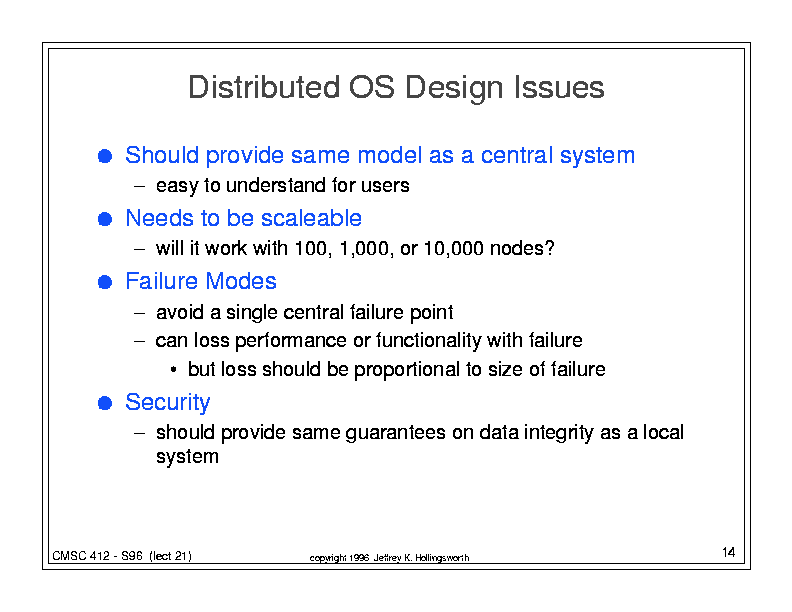 Distributed OS Design Issues
● Should provide same model as a central system
– easy to understand for users
● Needs to be scaleable
– will it work with 100, 1,000, or 10,000 nodes?
● Failure Modes
– avoid a single central failure point
– can loss performance or functionality with failure
• but loss should be proportional to size of failure
● Security
– should provide same guarantees on data integrity as a local
system
CMSC 412 - S96 (lect 21)
copyright 1996 Jeffrey K. Hollingsworth
14